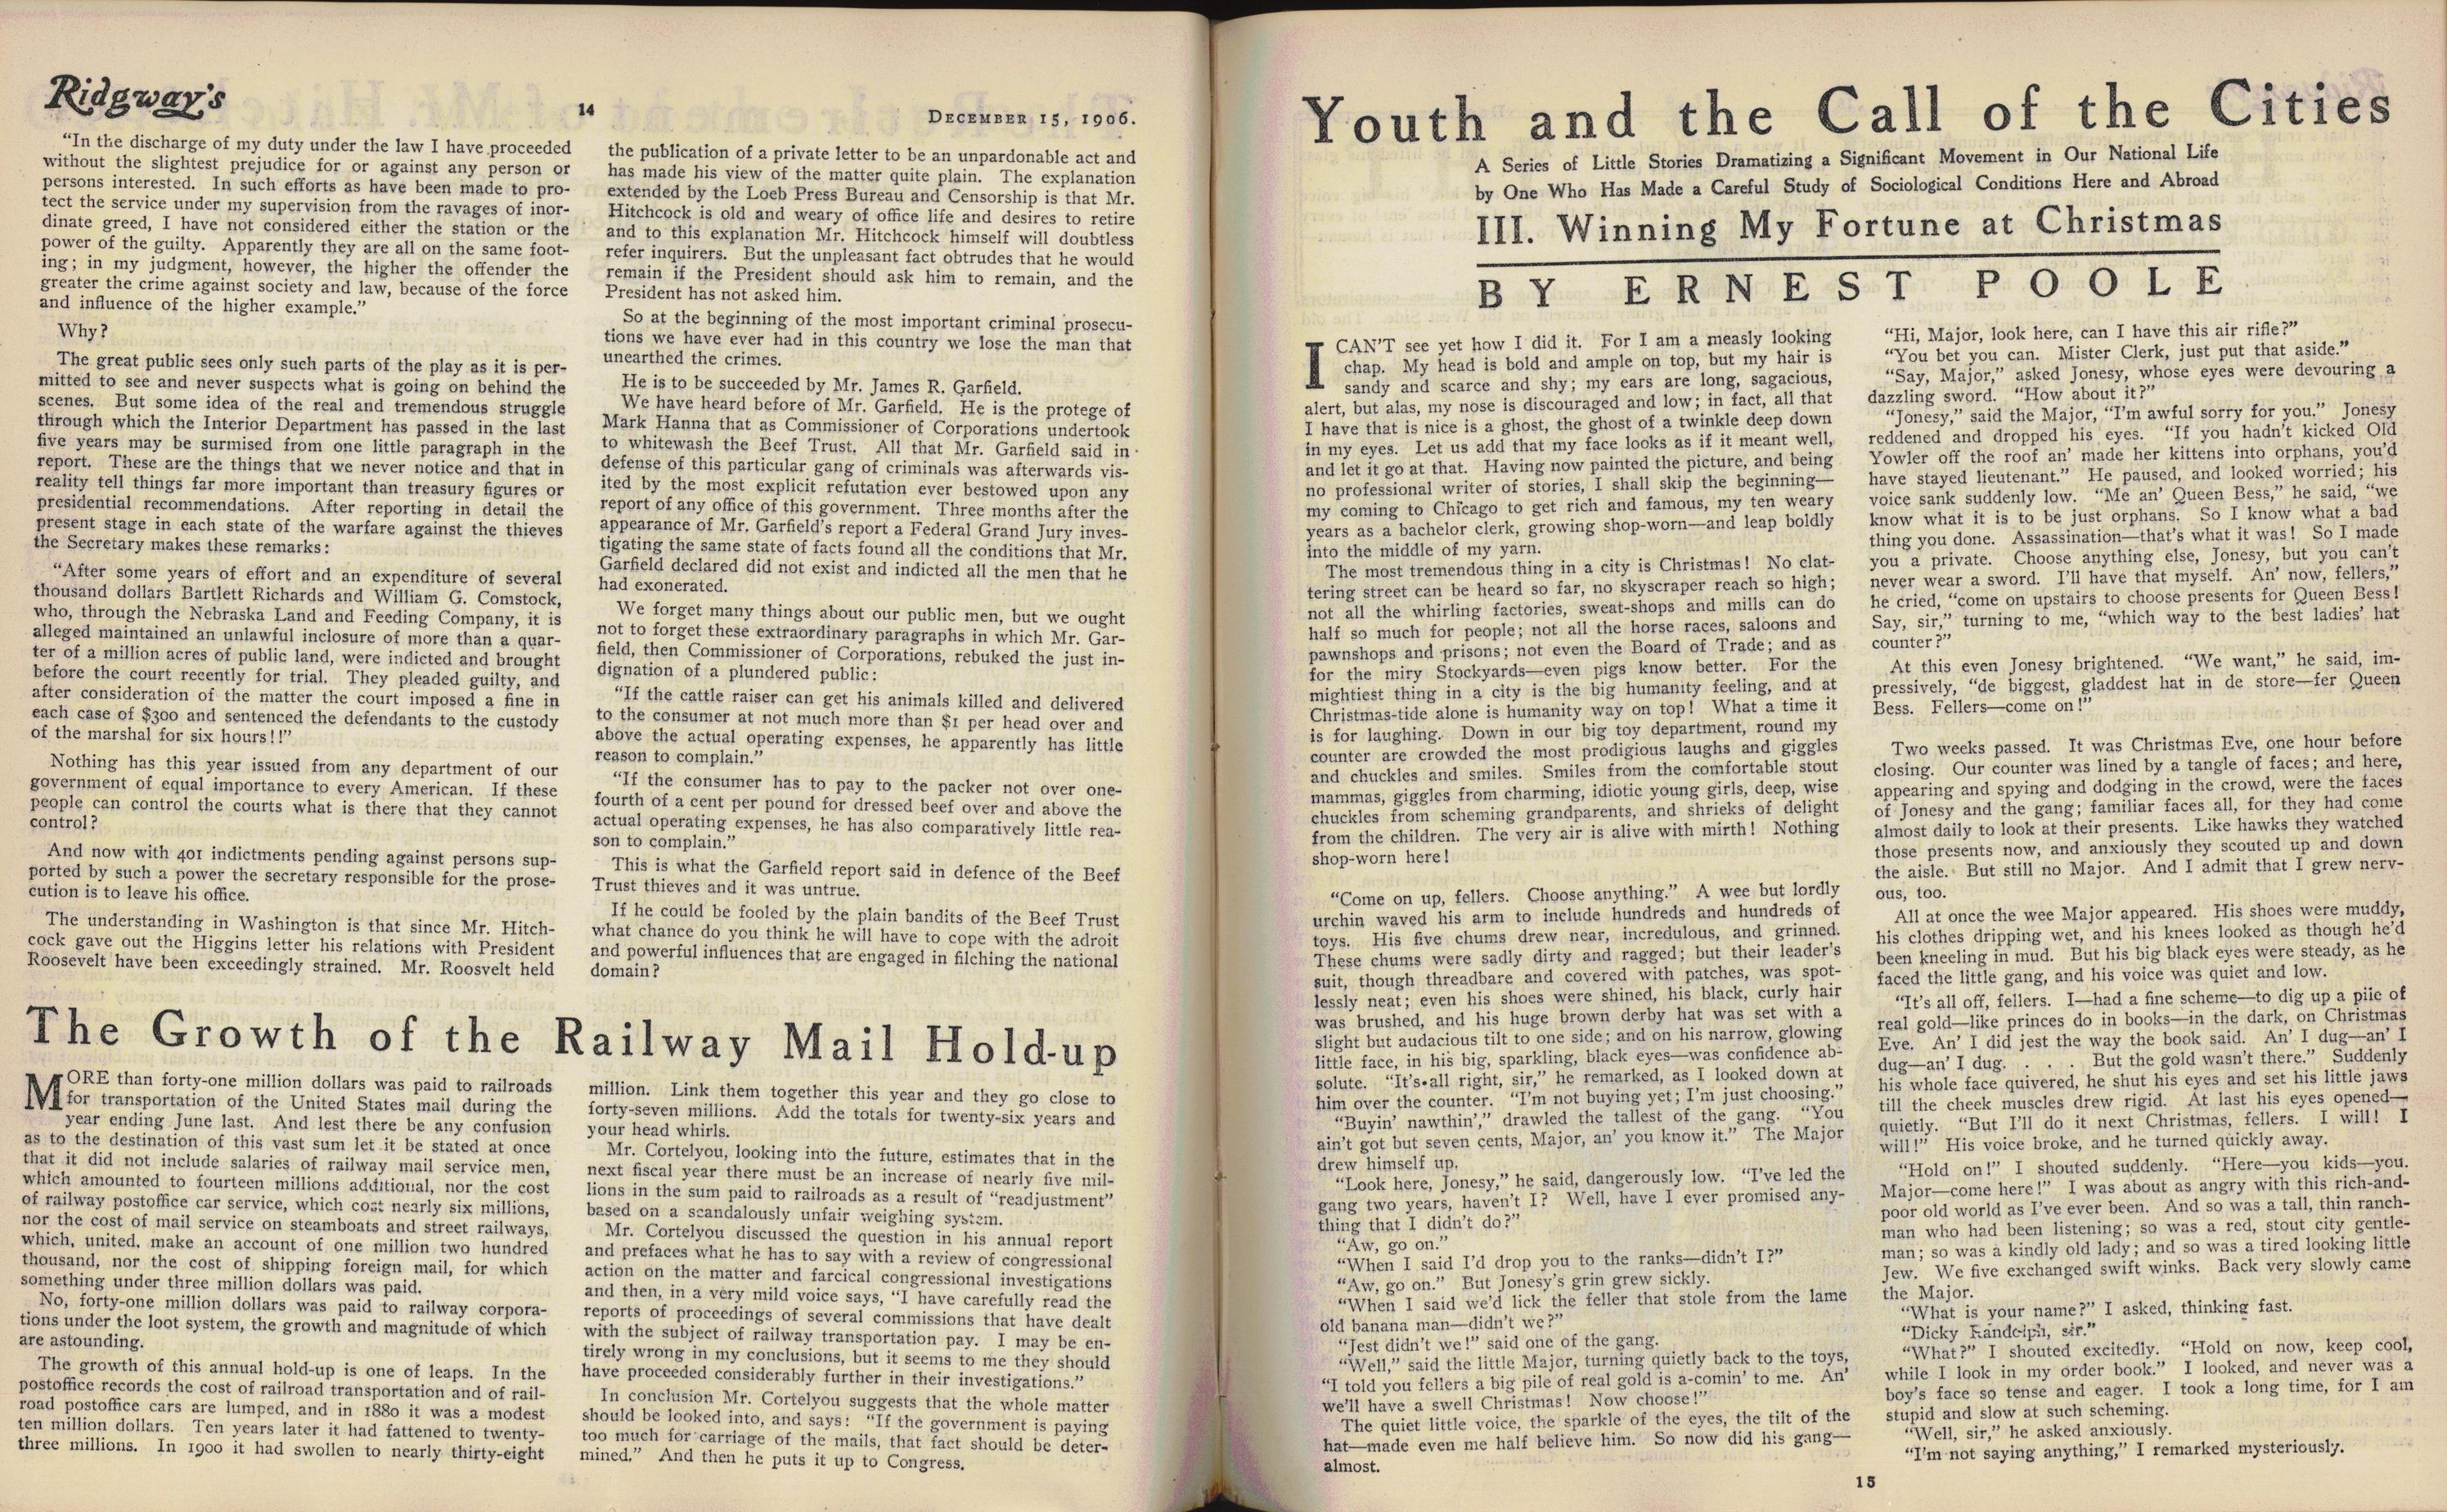 Ridgway's
14
DECEMBER 15, 1906.
"In the discharge of my duty under the law I have proceeded
without the slightest prejudice for or against any person or
persons interested. In such efforts as have been made to pro-
tect the service under my supervision from the ravages of inor-
dinate greed, I have not considered either the station or the
power of the guilty. Apparently they are all on the same foot-
ing; in my judgment, however, the higher the offender the
greater the crime against society and law, because of the force
and influence of the higher example."
Why?
The great public sees only such parts of the play as it is per-
mitted to see and never suspects what is going on behind the
scenes. But some idea of the real and tremendous struggle
through which the Interior Department has passed in the last
five years may be surmised from one little paragraph in the
report. These are the things that we never notice and that in
reality tell things far more important than treasury figures or
presidential recommendations. After reporting in detail the
present stage in each state of the warfare against the thieves
the Secretary makes these remarks:
"After some years of effort and an expenditure of several
thousand dollars Bartlett Richards and William G. Comstock,
who, through the Nebraska Land and Feeding Company, it is
alleged maintained an unlawful inclosure of more than a quar-
ter of a million acres of public land, were indicted and brought
before the court recently for trial. They pleaded guilty, and
after consideration of the matter the court imposed a fine in
each case of $300 and sentenced the defendants to the custody
of the marshal for six hours!!"
Nothing has this year issued from any department of our
government of equal importance to every American. If these
people can control the courts what is there that they cannot
control?
And now with 401 indictments pending against persons sup-
ported by such a power the secretary responsible for the prose-
cution is to leave his office.
The understanding in Washington is that since Mr. Hitch-
cock gave out the Higgins letter his relations with President
Roosevelt have been exceedingly strained. Mr. Roosvelt held
the publication of a private letter to be an unpardonable act and
has made his view of the matter quite plain. The explanation
extended by the Loeb Press Bureau and Censorship is that Mr.
Hitchcock is old and weary of office life and desires to retire
and to this explanation Mr. Hitchcock himself will doubtless
refer inquirers. But the unpleasant fact obtrudes that he would
remain if the President should ask him to remain, and the
President has not asked him.
So at the beginning of the most important criminal prosecu-
tions we have ever had in this country we lose the man that
unearthed the crimes.
He is to be succeeded by Mr. James R. Garfield.
We have heard before of Mr. Garfield. He is the protege of
Mark Hanna that as Commissioner of Corporations undertook
to whitewash the Beef Trust. All that Mr. Garfield said in
defense of this particular gang of criminals was afterwards vis-
ited by the most explicit refutation ever bestowed upon any
report of any office of this government. Three months after the
appearance of Mr. Garfield's report a Federal Grand Jury inves-
tigating the same state of facts found all the conditions that Mr.
Garfield declared did not exist and indicted all the men that he
had exonerated.
We forget many things about our public men, but we ought
not to forget these extraordinary paragraphs in which Mr. Gar-
field, then Commissioner of Corporations, rebuked the just in-
dignation of a plundered public:
"If the cattle raiser can get his animals killed and delivered
to the consumer at not much more than $1 per head over and
above the actual operating expenses, he apparently has little
reason to complain."
"If the consumer has to pay to the packer not over one-
fourth of a cent per pound for dressed beef over and above the
actual operating expenses, he has also comparatively little rea-
son to complain."
This is what the Garfield report said in defence of the Beef
Trust thieves and it was untrue.
If he could be fooled by the plain bandits of the Beef Trust
what chance do you think he will have to cope with the adroit
and powerful influences that are engaged in filching the national
domain?
The Growth of the Railway Mail Hold-up
MORE than forty-one million dollars was paid to railroads
for transportation of the United States mail during the
year ending June last. And lest there be any confusion
as to the destination of this vast sum let it be stated at once
that it did not include salaries of railway mail service men,
which amounted to fourteen millions additional, nor the cost
of railway postoffice car service, which cost nearly six millions,
nor the cost of mail service on steamboats and street railways,
which, united, make an account of one million two hundred
thousand, nor the cost of shipping foreign mail, for which
something under three million dollars was paid.
No, forty-one million dollars was paid to railway corpora-
tions under the loot system, the growth and magnitude of which
are astounding.
The growth of this annual hold-up is one of leaps. In the
postoffice records the cost of railroad transportation and of rail-
road postoffice cars are lumped, and in 1880 it was a modest
ten million dollars. Ten years later it had fattened to twenty-
three millions. In 1900 it had swollen to nearly thirty-eight
million. Link them together this year and they go close to
forty-seven millions. Add the totals for twenty-six years and
your head whirls.
Mr. Cortelyou, looking into the future, estimates that in the
next fiscal year there must be an increase of nearly five mil-
lions in the sum paid to railroads as a result of "readjustment"
based on a scandalously unfair weighing system.
Mr. Cortelyou discussed the question in his annual report
and prefaces what he has to say with a review of congressional
action on the matter and farcical congressional investigations
and then, in a very mild voice says, "I have carefully read the
reports of proceedings of several commissions that have dealt
with the subject of railway transportation pay. I may be en-
tirely wrong in my conclusions, but it seems to me they should
have proceeded considerably further in their investigations."
In conclusion Mr. Cortelyou suggests that the whole matter
should be looked into, and says: "If the government is paying
too much for carriage of the mails, that fact should be deter-
mined." And then he puts it up to Congress.
Youth and the Call of the Cities
A Series of Little Stories Dramatizing a Significant Movement in Our National Life
by One Who Has Made a Careful Study of Sociological Conditions Here and Abroad
III. Winning My Fortune at Christmas
BY ERNEST POOLE
I CAN'T see yet how I did it. For I am a measly looking
chap. My head is bold and ample on top, but my hair is
sandy and scarce and shy; my ears are long, sagacious,
alert, but alas, my nose is discouraged and low; in fact, all that
I have that is nice is a ghost, the ghost of a twinkle deep down
in my eyes. Let us add that my face looks as if it meant well,
and let it go at that. Having now painted the picture, and being
no professional writer of stories, I shall skip the beginning—
my coming to Chicago to get rich and famous, my ten weary
years as a bachelor clerk, growing shop-worn—and leap boldly
into the middle of my yarn.
The most tremendous thing in a city is Christmas! No clat-
tering street can be heard so far, no skyscraper reach so high;
not all the whirling factories, sweat-shops and mills can do
half so much for people; not all the horse races, saloons and
pawnshops and prisons; not even the Board of Trade; and as
for the miry Stockyards—even pigs know better. For the
mightiest thing in a city is the big humanity feeling, and at
Christmas-tide alone is humanity way on top! What a time it
is for laughing. Down in our big toy department, round my
counter are crowded the most prodigious laughs and giggles
and chuckles and smiles. Smiles from the comfortable stout
mammas, giggles from charming, idiotic young girls, deep, wise
chuckles from scheming grandparents, and shrieks of delight
from the children. The very air is alive with mirth! Nothing
shop-worn here!
"Come on up, fellers. Choose anything." A wee but lordly
urchin waved his arm to include hundreds and hundreds of
toys. His five chums drew near, incredulous, and grinned.
These chums were sadly dirty and ragged; but their leader's
suit, though threadbare and covered with patches, was spot-
lessly neat; even his shoes were shined, his black, curly hair
was brushed, and his huge brown derby hat was set with a
slight but audacious tilt to one side; and on his narrow, glowing
little face, in his big, sparkling, black eyes—was confidence ab-
solute. "It's all right, sir," he remarked, as I looked down at
him over the counter. "I'm not buying yet; I'm just choosing."
"Buyin' nawthin'," drawled the tallest of the gang. "You
ain't got but seven cents, Major, an' you know it." The Major
drew himself up.
"Look here, Jonesy," he said, dangerously low. "I've led the
gang two years, haven't I? Well, have I ever promised any-
thing that I didn't do?"
"Aw, go on."
"When I said I'd drop you to the ranks—didn't I?"
"Aw, go on." But Jonesy's grin grew sickly.
"When I said we'd lick the feller that stole from the lame
old banana man—didn't we?"
"Jest didn't we!" said one of the gang.
"Well," said the little Major, turning quietly back to the toys,
"I told you fellers a big pile of real gold is a-comin' to me. An'
we'll have a swell Christmas! Now choose!"
The quiet little voice, the sparkle of the eyes, the tilt of the
hat—made even me half believe him. So now did his gang—
almost.
"Hi, Major, look here, can I have this air rifle?"
"You bet you can. Mister Clerk, just put that aside."
"Say, Major," asked Jonesy, whose eyes were devouring a
dazzling sword. "How about it?"
"Jonesy," said the Major, "I'm awful sorry for you." Jonesy
reddened and dropped his eyes. "If you hadn't kicked Old
Yowler off the roof an' made her kittens into orphans, you'd
have stayed lieutenant." He paused, and looked worried; his
voice sank suddenly low. "Me an' Queen Bess," he said, "we
know what it is to be just orphans. So I know what a bad
thing you done. Assassination—that's what it was! So I made
you a private. Choose anything else, Jonesy, but you can't
never wear a sword. I'll have that myself. An' now, fellers,"
he cried, "come on upstairs to choose presents for Queen Bess!
Say, sir," turning to me, "which way to the best ladies' hat
counter?"
At this even Jonesy brightened. "We want," he said, im-
pressively, "de biggest, gladdest hat in de store—fer Queen
Bess. Fellers—come on!"
Two weeks passed. It was Christmas Eve, one hour before
closing. Our counter was lined by a tangle of faces; and here,
appearing and spying and dodging in the crowd, were the faces
of Jonesy and the gang; familiar faces all, for they had come
almost daily to look at their presents. Like hawks they watched
those presents now, and anxiously they scouted up and down
the aisle. But still no Major. And I admit that I grew nerv-
ous, too.
All at once the wee Major appeared. His shoes were muddy,
his clothes dripping wet, and his knees looked as though he'd
been kneeling in mud. But his big black eyes were steady, as he
faced the little gang, and his voice was quiet and low.
"It's all off, fellers. I—had a fine scheme—to dig up a pile of
real gold—like princes do in books—in the dark, on Christmas
Eve. An' I did jest the way the book said. An' I dug—an' I
dug—an' I dug. . . . But the gold wasn't there." Suddenly
his whole face quivered, he shut his eyes and set his little jaws
till the cheek muscles drew rigid. At last his eyes opened—
quietly. "But I'll do it next Christmas, fellers. I will! I
will!" His voice broke, and he turned quickly away.
"Hold on!" I shouted suddenly. "Here—you kids—you.
Major—come here!" I was about as angry with this rich-and-
poor old world as I've ever been. And so was a tall, thin ranch-
man who had been listening; so was a red, stout city gentle-
man; so was a kindly old lady; and so was a tired looking little
Jew. We five exchanged swift winks. Back very slowly came
the Major.
"What is your name?" I asked, thinking fast.
"Dicky Randolph, sir."
"What?" I shouted excitedly. "Hold on now, keep cool,
while I look in my order book." I looked, and never was a
boy's face so tense and eager. I took a long time, for I am
stupid and slow at such scheming.
"Well, sir," he asked anxiously.
"I'm not saying anything," I remarked mysteriously.
15